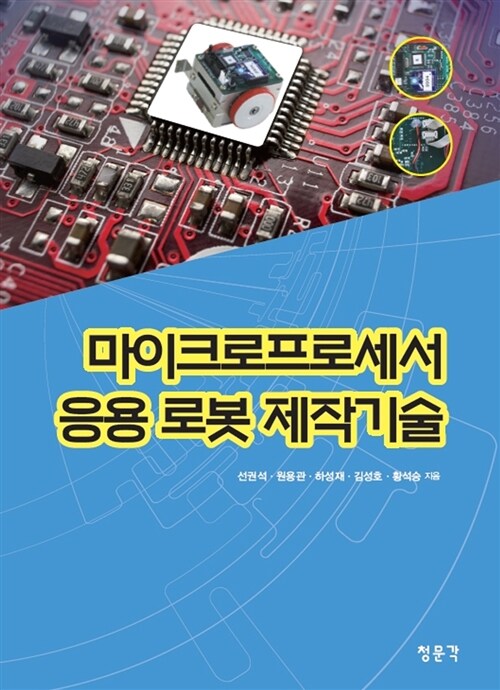 마이크로프로세서
응용 로봇 제작기술
선권석 · 원용관 · 하성재 · 김성호 · 황석승 지음
청문각